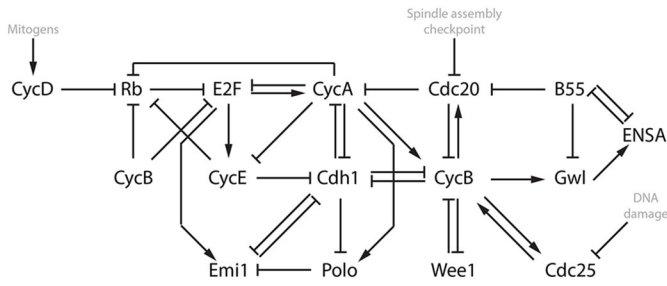 Spindle assembly
checkpoint
Mitogens
CycD
Rb
E2F
CycA
Cdc20
B55
ENSA
CycB
CycE
Cdh1
CycB
Gwl
DNA
damage
Emi1
Polo
Wee1
Cdc25